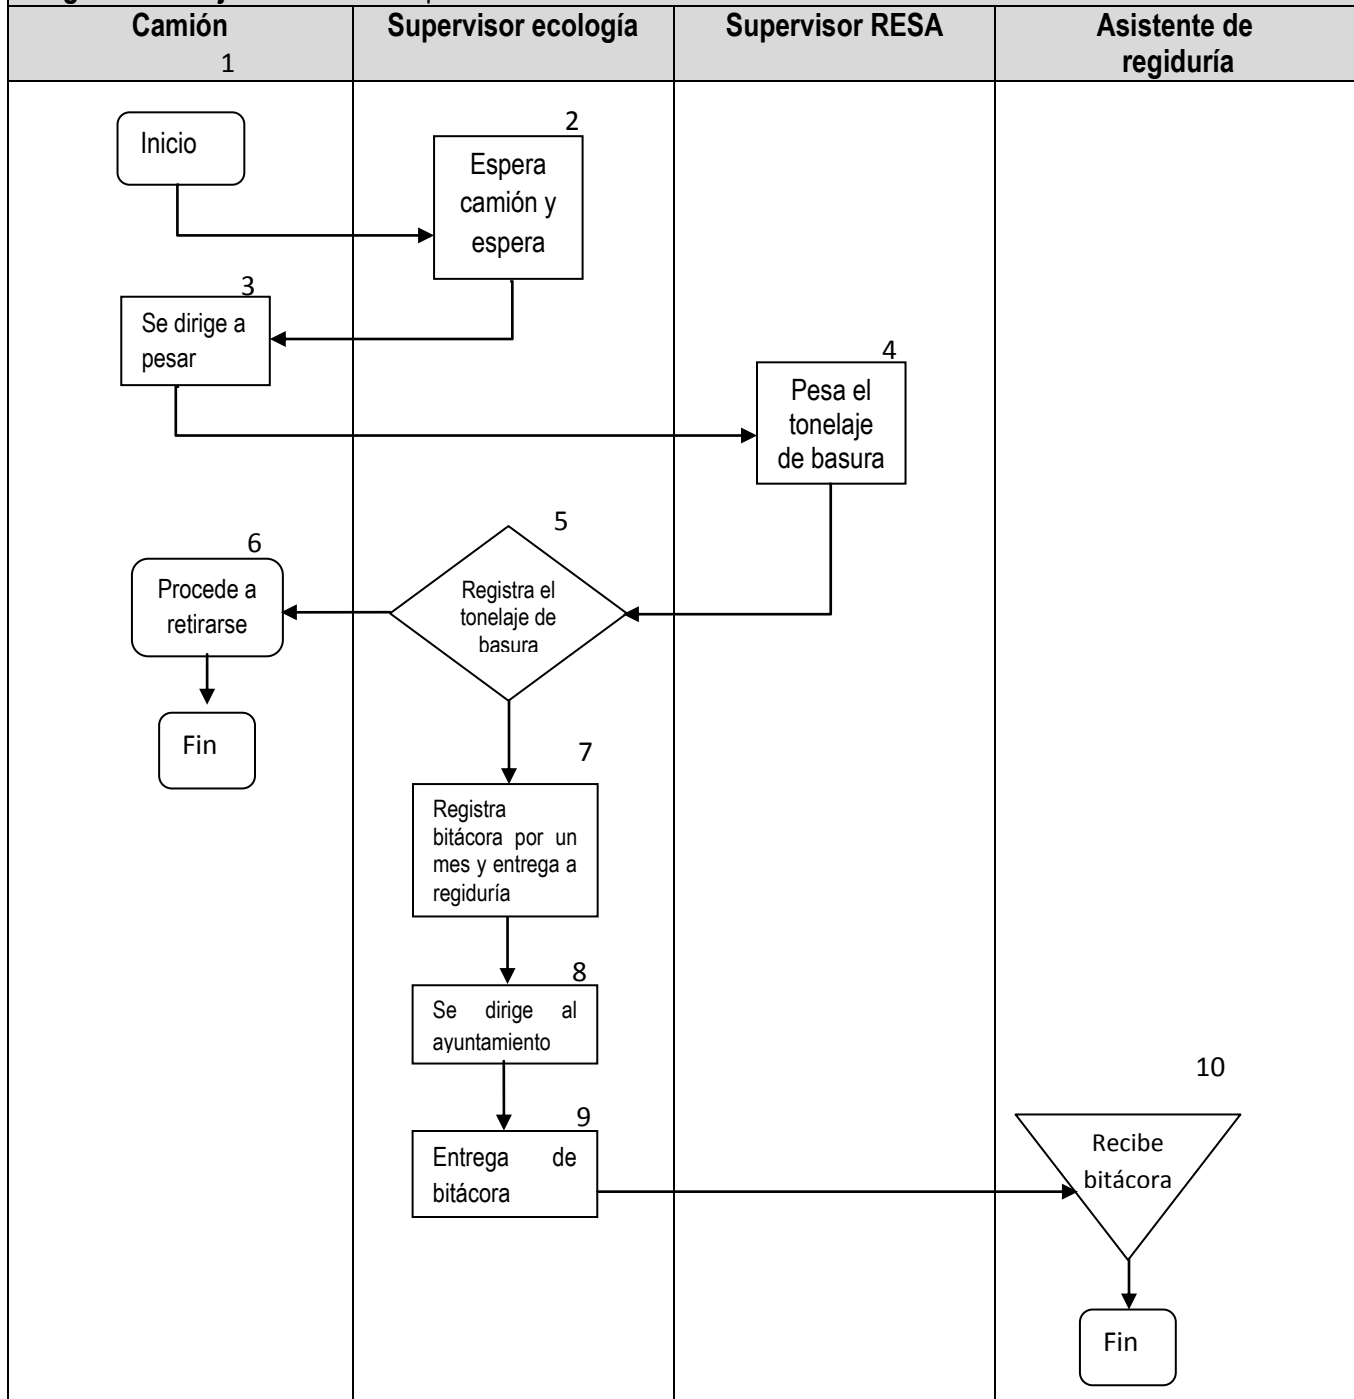 Camión
1
Supervisor ecología
Supervisor RESA
Asistente de
regiduría
Inicio
2
Espera
camión y
espera
3
Se dirige a
pesar
4
Pesa el
tonelaje
de basura
5
Registra el
tonelaje de
basura
6
Procede a
retirarse
Fin
7
Registra
bitácora por un
mes y entrega a
regiduría
8
Se dirige al
ayuntamiento
9
Entrega de
bitácora
10
Recibe
bitácora
Fin